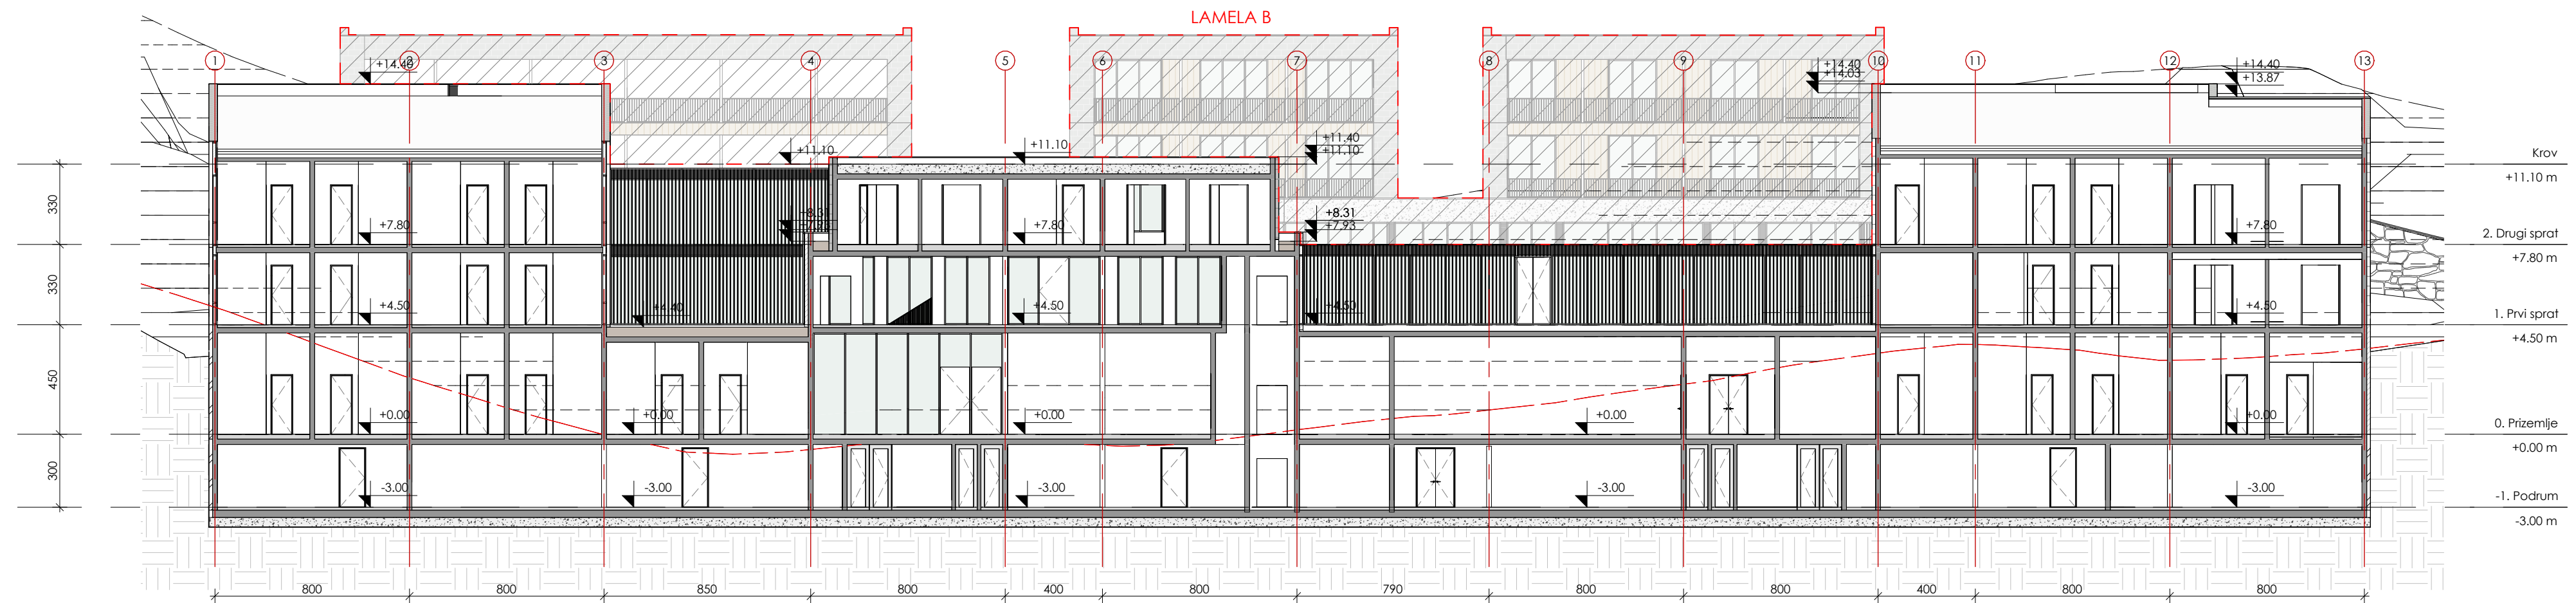 LAMELA B
1 2 3 4 5 6 7 8 9 10 11 12 13
+14.40
+14.40
+14.03
+14.40
+13.87
+11.10
+11.10
+11.40
+11.10
Krov
+11.10 m
330
+7.80
+8.31
+7.80
+8.31
+7.93
+7.80
2. Drugi sprat
+7.80 m
330
+4.50
+4.40
+4.50
+4.50
+4.50
1. Prvi sprat
+4.50 m
450
+0.00
+0.00
+0.00
+0.00
+0.00
0. Prizemlje
+0.00 m
300
-3.00
-3.00
-3.00
-3.00
-3.00
-1. Podrum
-3.00 m
800 800 850 800 400 800 790 800 800 400 800 800